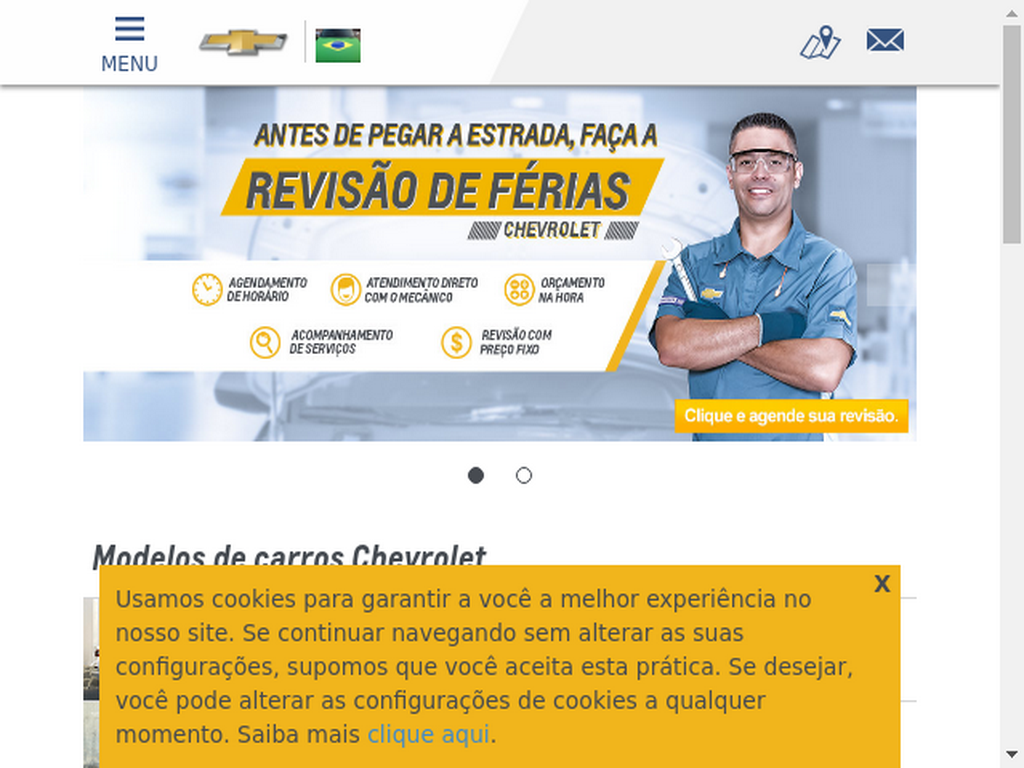 MENU
ANTES DE PEGAR A ESTRADA, FAÇA A
REVISÃO DE FÉRIAS
CHEVROLET
AGENDAMENTO
DE HORÁRIO
ATENDIMENTO DIRETO
COM O MECÂNICO
ORÇAMENTO
NA HORA
ACOMPANHAMENTO
DE SERVIÇOS
REVISÃO COM
PREÇO FIXO
Clique e agende sua revisão.
Modelos de carros Chevrolet
X
Usamos cookies para garantir a você a melhor experiência no
nosso site. Se continuar navegando sem alterar as suas
configurações, supomos que você aceita esta prática. Se desejar,
você pode alterar as configurações de cookies a qualquer
momento. Saiba mais clique aqui.